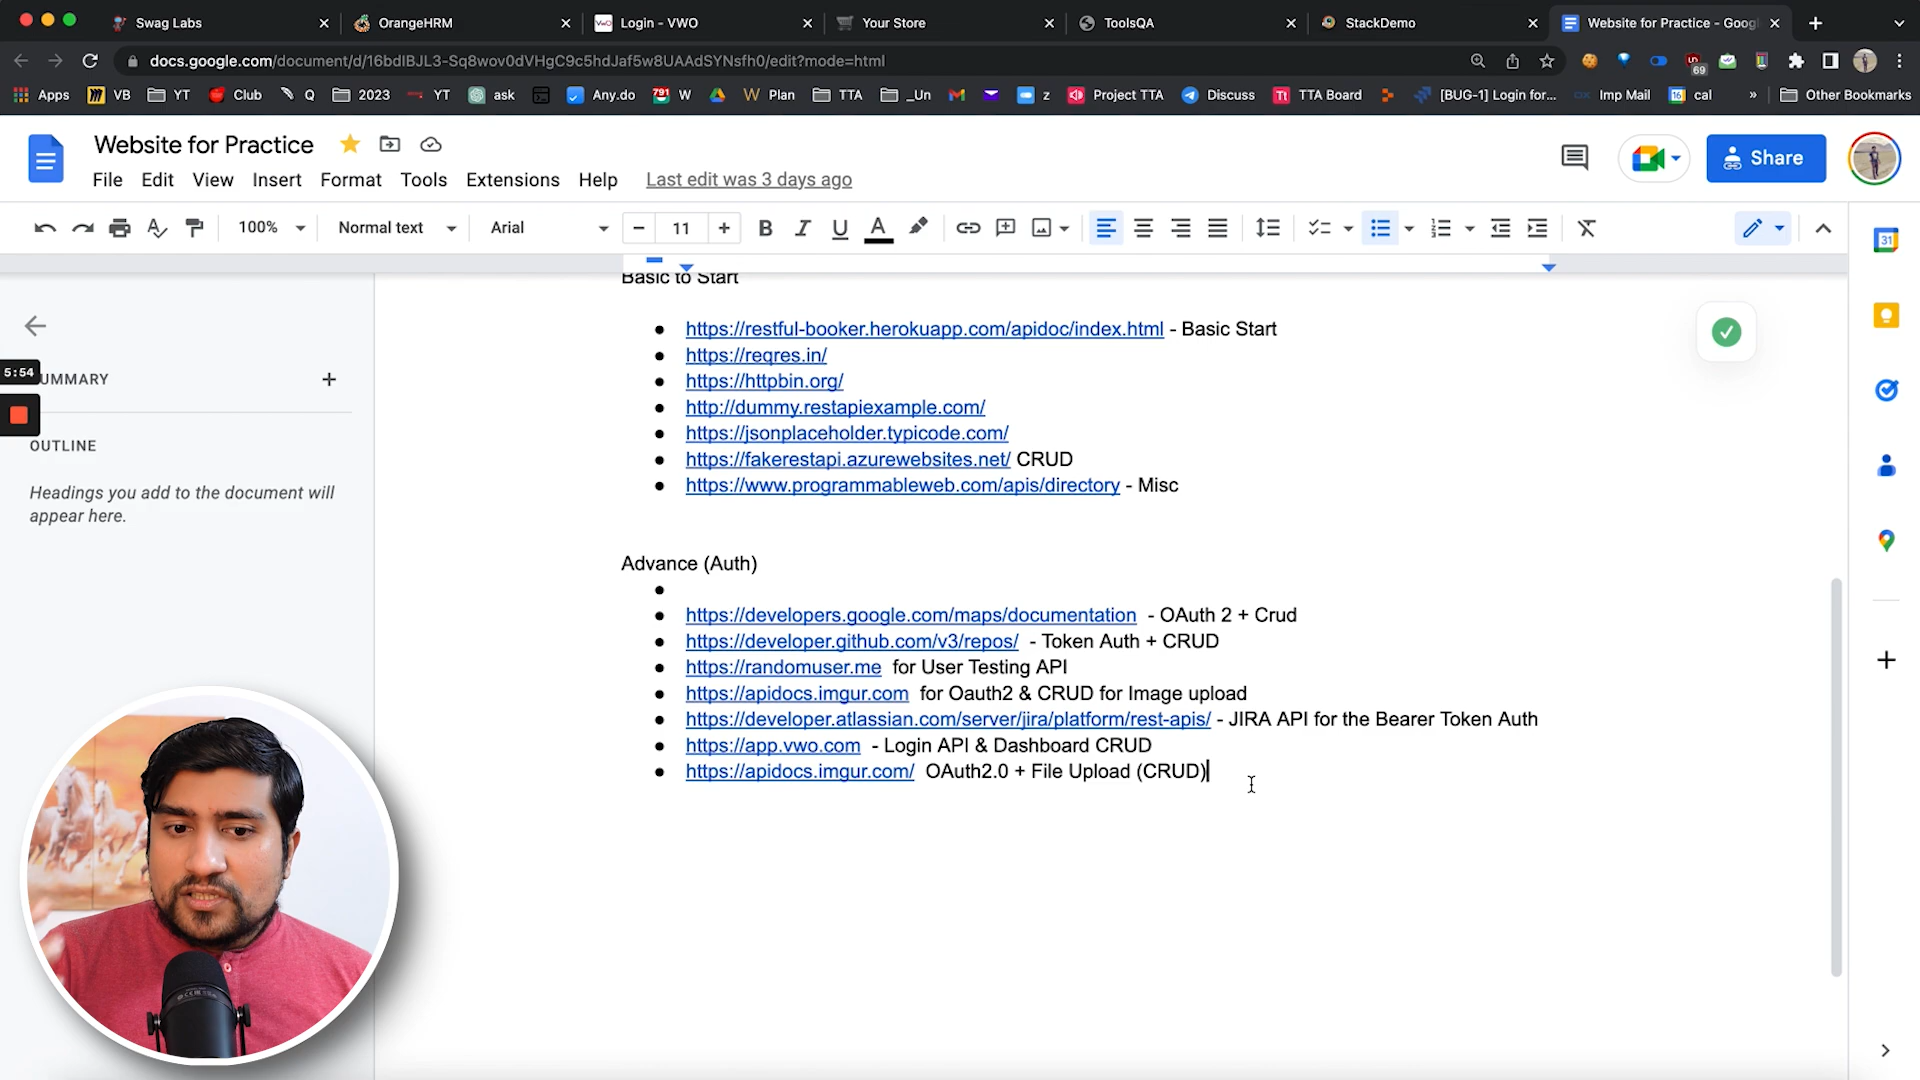 Swag Labs
OrangeHRM
Login - VWO
Your Store
ToolsQA
StackDemo
Website for Practice - Goog
docs.google.com/document/d/16bdIBJL3-Sq8wov0dVHgC9c5hdJaf5w8UAAdSYNsfh0/edit?mode=html
69
Apps
VB
YT
Club
Q
2023
YT
ask
Any.do
791
W
Plan
TTA
_Un
z
Project TTA
Discuss
TTA Board
[BUG-1] Login for...
Imp Mail
16
cal
Other Bookmarks
Website for Practice
Share
File
Edit
View
Insert
Format
Tools
Extensions
Help
Last edit was 3 days ago
100%
Normal text
Arial
11
31
Basic to Start
https://restful-booker.herokuapp.com/apidoc/index.html - Basic Start
https://reqres.in/
https://httpbin.org/
http://dummy.restapiexample.com/
https://jsonplaceholder.typicode.com/
https://fakerestapi.azurewebsites.net/ CRUD
https://www.programmableweb.com/apis/directory - Misc
Advance (Auth)
https://developers.google.com/maps/documentation - OAuth 2 + Crud
https://developer.github.com/v3/repos/ - Token Auth + CRUD
https://randomuser.me for User Testing API
https://apidocs.imgur.com for Oauth2 & CRUD for Image upload
https://developer.atlassian.com/server/jira/platform/rest-apis/ - JIRA API for the Bearer Token Auth
https://app.vwo.com - Login API & Dashboard CRUD
https://apidocs.imgur.com/ OAuth2.0 + File Upload (CRUD)
5:54
UMMARY
OUTLINE
Headings you add to the document will
appear here.